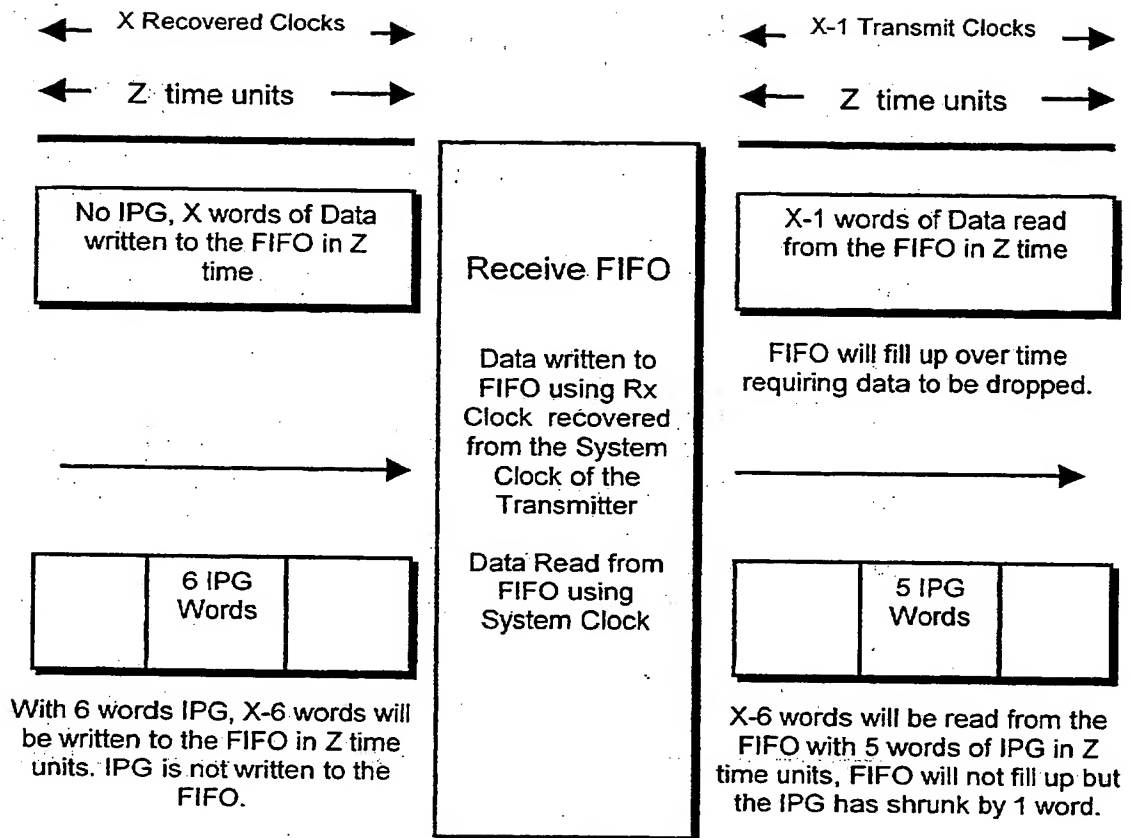 X Recovered Clocks
Z time units
No IPG, X words of Data
written to the FIFO in Z
time
6 IPG
Words
With 6 words IPG, X-6 words will
be written to the FIFO in Z time
units. IPG is not written to the
FIFO.
Receive FIFO
Data written to
FIFO using Rx
Clock recovered
from the System
Clock of the
Transmitter
Data Read from
FIFO using
System Clock
X-1 Transmit Clocks
Z time units
X-1 words of Data read
from the FIFO in Z time
FIFO will fill up over time
requiring data to be dropped.
5 IPG
Words
X-6 words will be read from the
FIFO with 5 words of IPG in Z
time units, FIFO will not fill up but
the IPG has shrunk by 1 word.